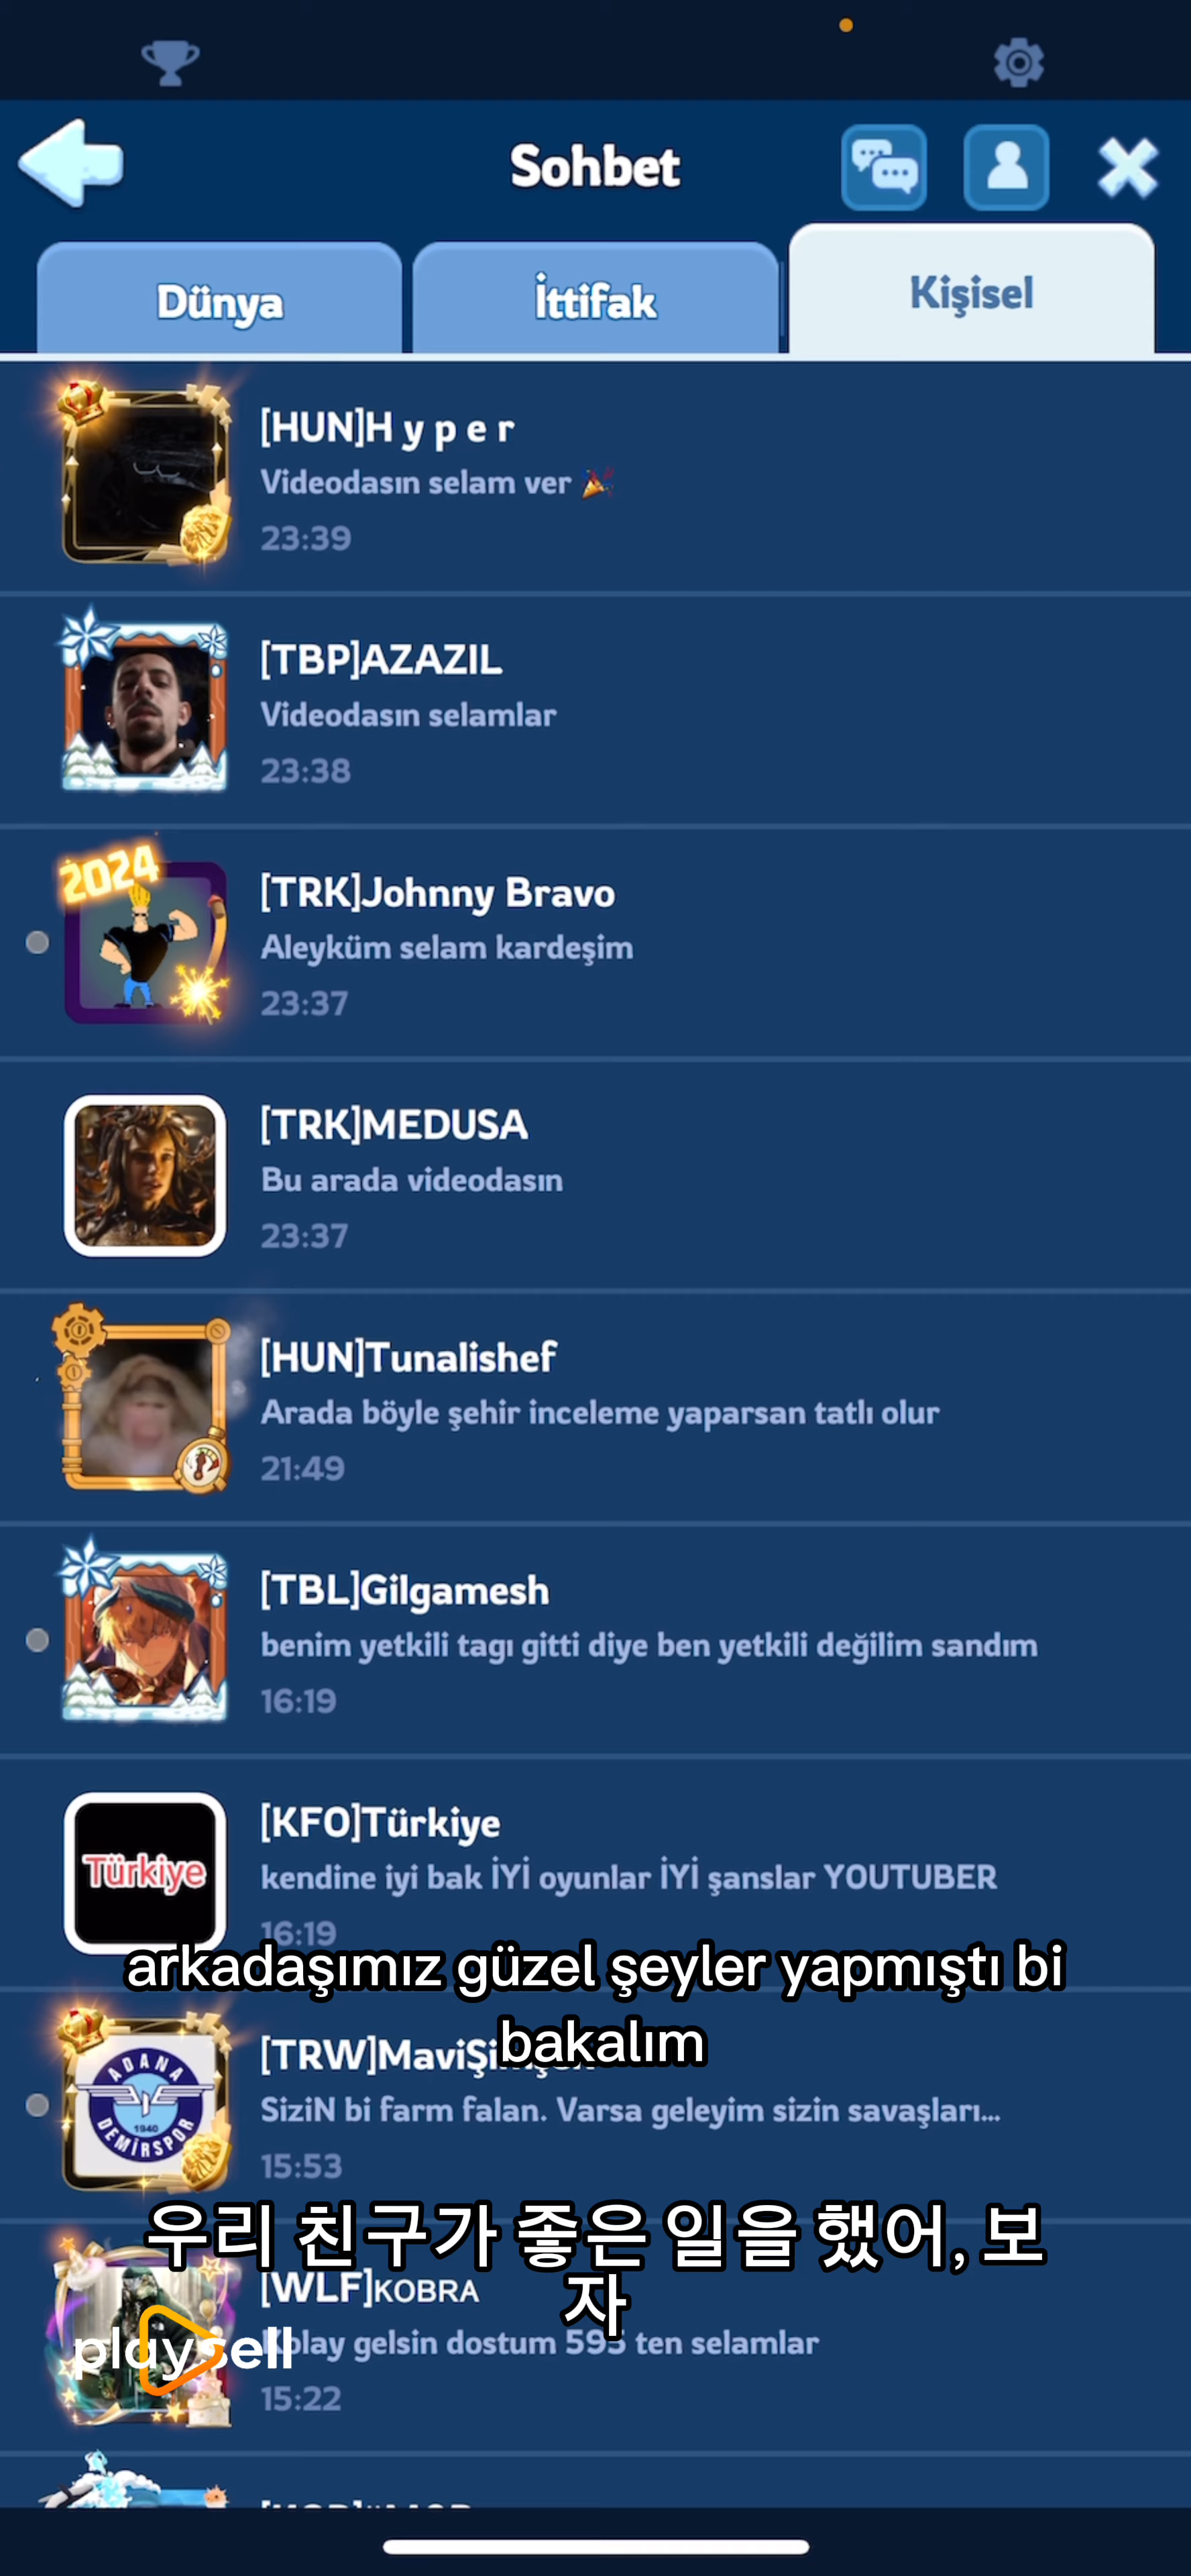 Sohbet
Dünya
İttifak
Kişisel
[HUN]H y p e r
Videodasın selam ver 🎉
23:39
[TBP]AZAZIL
Videodasın selamlar
23:38
2024
[TRK]Johnny Bravo
Aleyküm selam kardeşim
23:37
[TRK]MEDUSA
Bu arada videodasın
23:37
[HUN]Tunalishef
Arada böyle şehir inceleme yaparsan tatlı olur
21:49
[TBL]Gilgamesh
benim yetkili tagı gitti diye ben yetkili değilim sandım
16:19
Türkiye
[KFO]Türkiye
kendine iyi bak İYİ oyunlar İYİ şanslar YOUTUBER
16:19
arkadaşımız güzel şeyler yapmıştı bi
bakalım
ADANA
1940
DEMİRSPOR
[TRW]
SiziN bi farm falan. Varsa geleyim sizin savaşları...
15:53
우리 친구가 좋은 일을 했어, 보
자
[WLF]KOBRA
gelsin dostum 593 ten selamlar
15:22
playsell